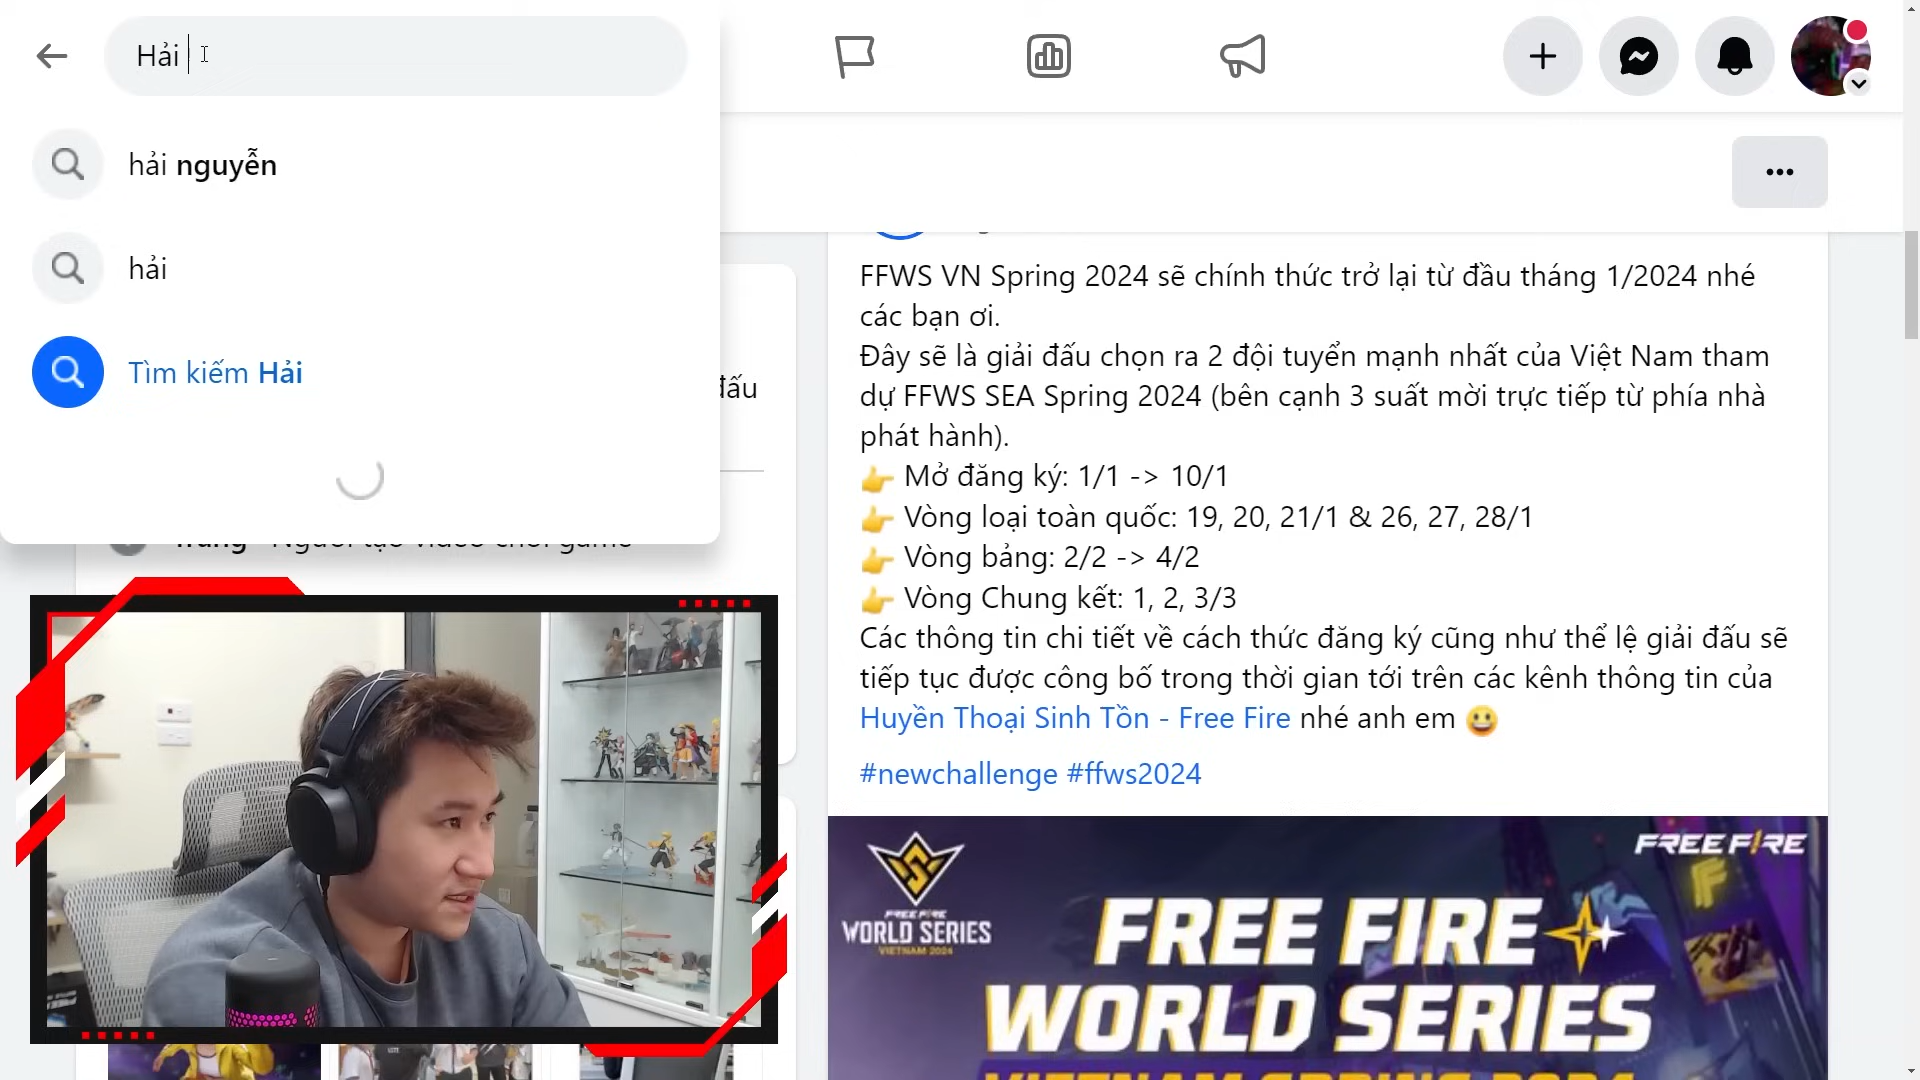 Hải
hải nguyễn
hải
Tìm kiếm Hải
đấu
FFWS VN Spring 2024 sẽ chính thức trở lại từ đầu tháng 1/2024 nhé
các bạn ơi.
Đây sẽ là giải đấu chọn ra 2 đội tuyển mạnh nhất của Việt Nam tham
dự FFWS SEA Spring 2024 (bên cạnh 3 suất mời trực tiếp từ phía nhà
phát hành).
👉 Mở đăng ký: 1/1 -> 10/1
👉 Vòng loại toàn quốc: 19, 20, 21/1 & 26, 27, 28/1
👉 Vòng bảng: 2/2 -> 4/2
👉 Vòng Chung kết: 1, 2, 3/3
Các thông tin chi tiết về cách thức đăng ký cũng như thể lệ giải đấu sẽ
tiếp tục được công bố trong thời gian tới trên các kênh thông tin của
Huyền Thoại Sinh Tồn - Free Fire nhé anh em 😀
#newchallenge #ffws2024
FREE FIRE
WORLD SERIES
VIETNAM 2024
FREE FIRE
FREE FIRE
WORLD SERIES
VIETNAM SPRING 2024